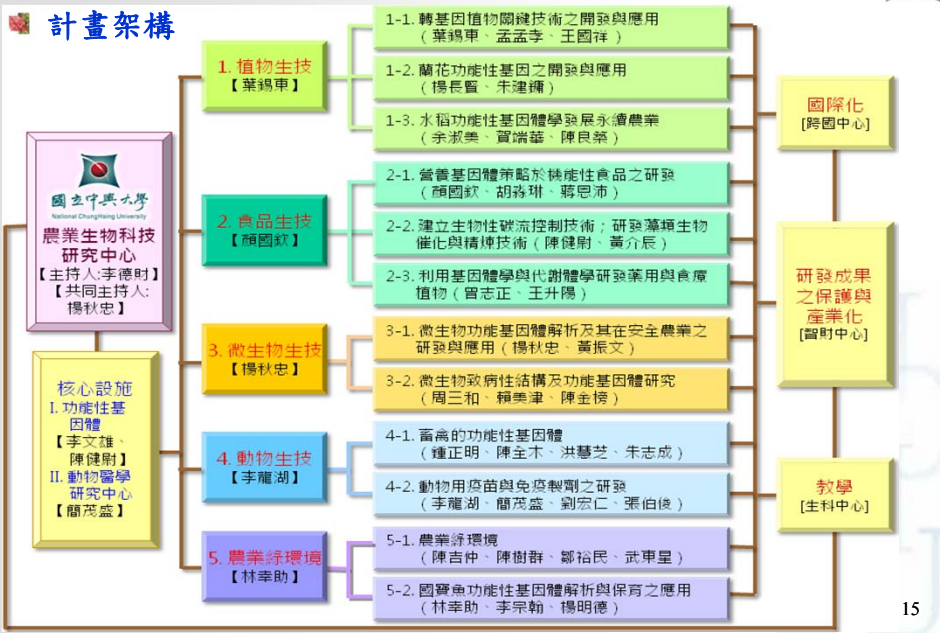 計畫架構
國立中興大學
National ChungHsing University
農業生物科技
研究中心
【主持人:李德財】
【共同主持人:
楊秋忠】
核心設施
I. 功能性基
因體
【李文雄、
陳健尉】
II. 動物醫學
研究中心
【簡茂盛】
1. 植物生技
【葉錫東】
1-1. 轉基因植物關鍵技術之開發與應用
(葉錫東、孟孟孝、王國祥)
1-2. 蘭花功能性基因之開發與應用
(楊長賢、朱建鏞)
1-3. 水稻功能性基因體學發展永續農業
(余淑美、賀端華、陳良築)
2. 食品生技
【顏國欽】
2-1. 營養基因體策略於機能性食品之研發
(顏國欽、胡淼琳、蔣恩沛)
2-2. 建立生物性碳流控制技術;研發藻類生物
催化與精煉技術(陳健尉、黃介辰)
2-3. 利用基因體學與代謝體學研發藥用與食療
植物(曾志正、王升陽)
3. 微生物生技
【楊秋忠】
3-1. 微生物功能基因體解析及其在安全農業之
研發與應用(楊秋忠、黃振文)
3-2. 微生物致病性結構及功能基因體研究
(周三和、賴美津、陳金榜)
4. 動物生技
【李龍湖】
4-1. 畜禽的功能性基因體
(鍾正明、陳全木、洪慧芝、朱志成)
4-2. 動物用疫苗與免疫製劑之研發
(李龍湖、簡茂盛、劉宏仁、張伯俊)
5. 農業綠環境
【林幸助】
5-1. 農業綠環境
(陳吉仲、陳樹群、鄒裕民、武東星)
5-2. 國寶魚功能性基因體解析與保育之應用
(林幸助、李宗翰、楊明德)
國際化
[跨國中心]
研發成果
之保護與
產業化
[智財中心]
教學
[生科中心]
15